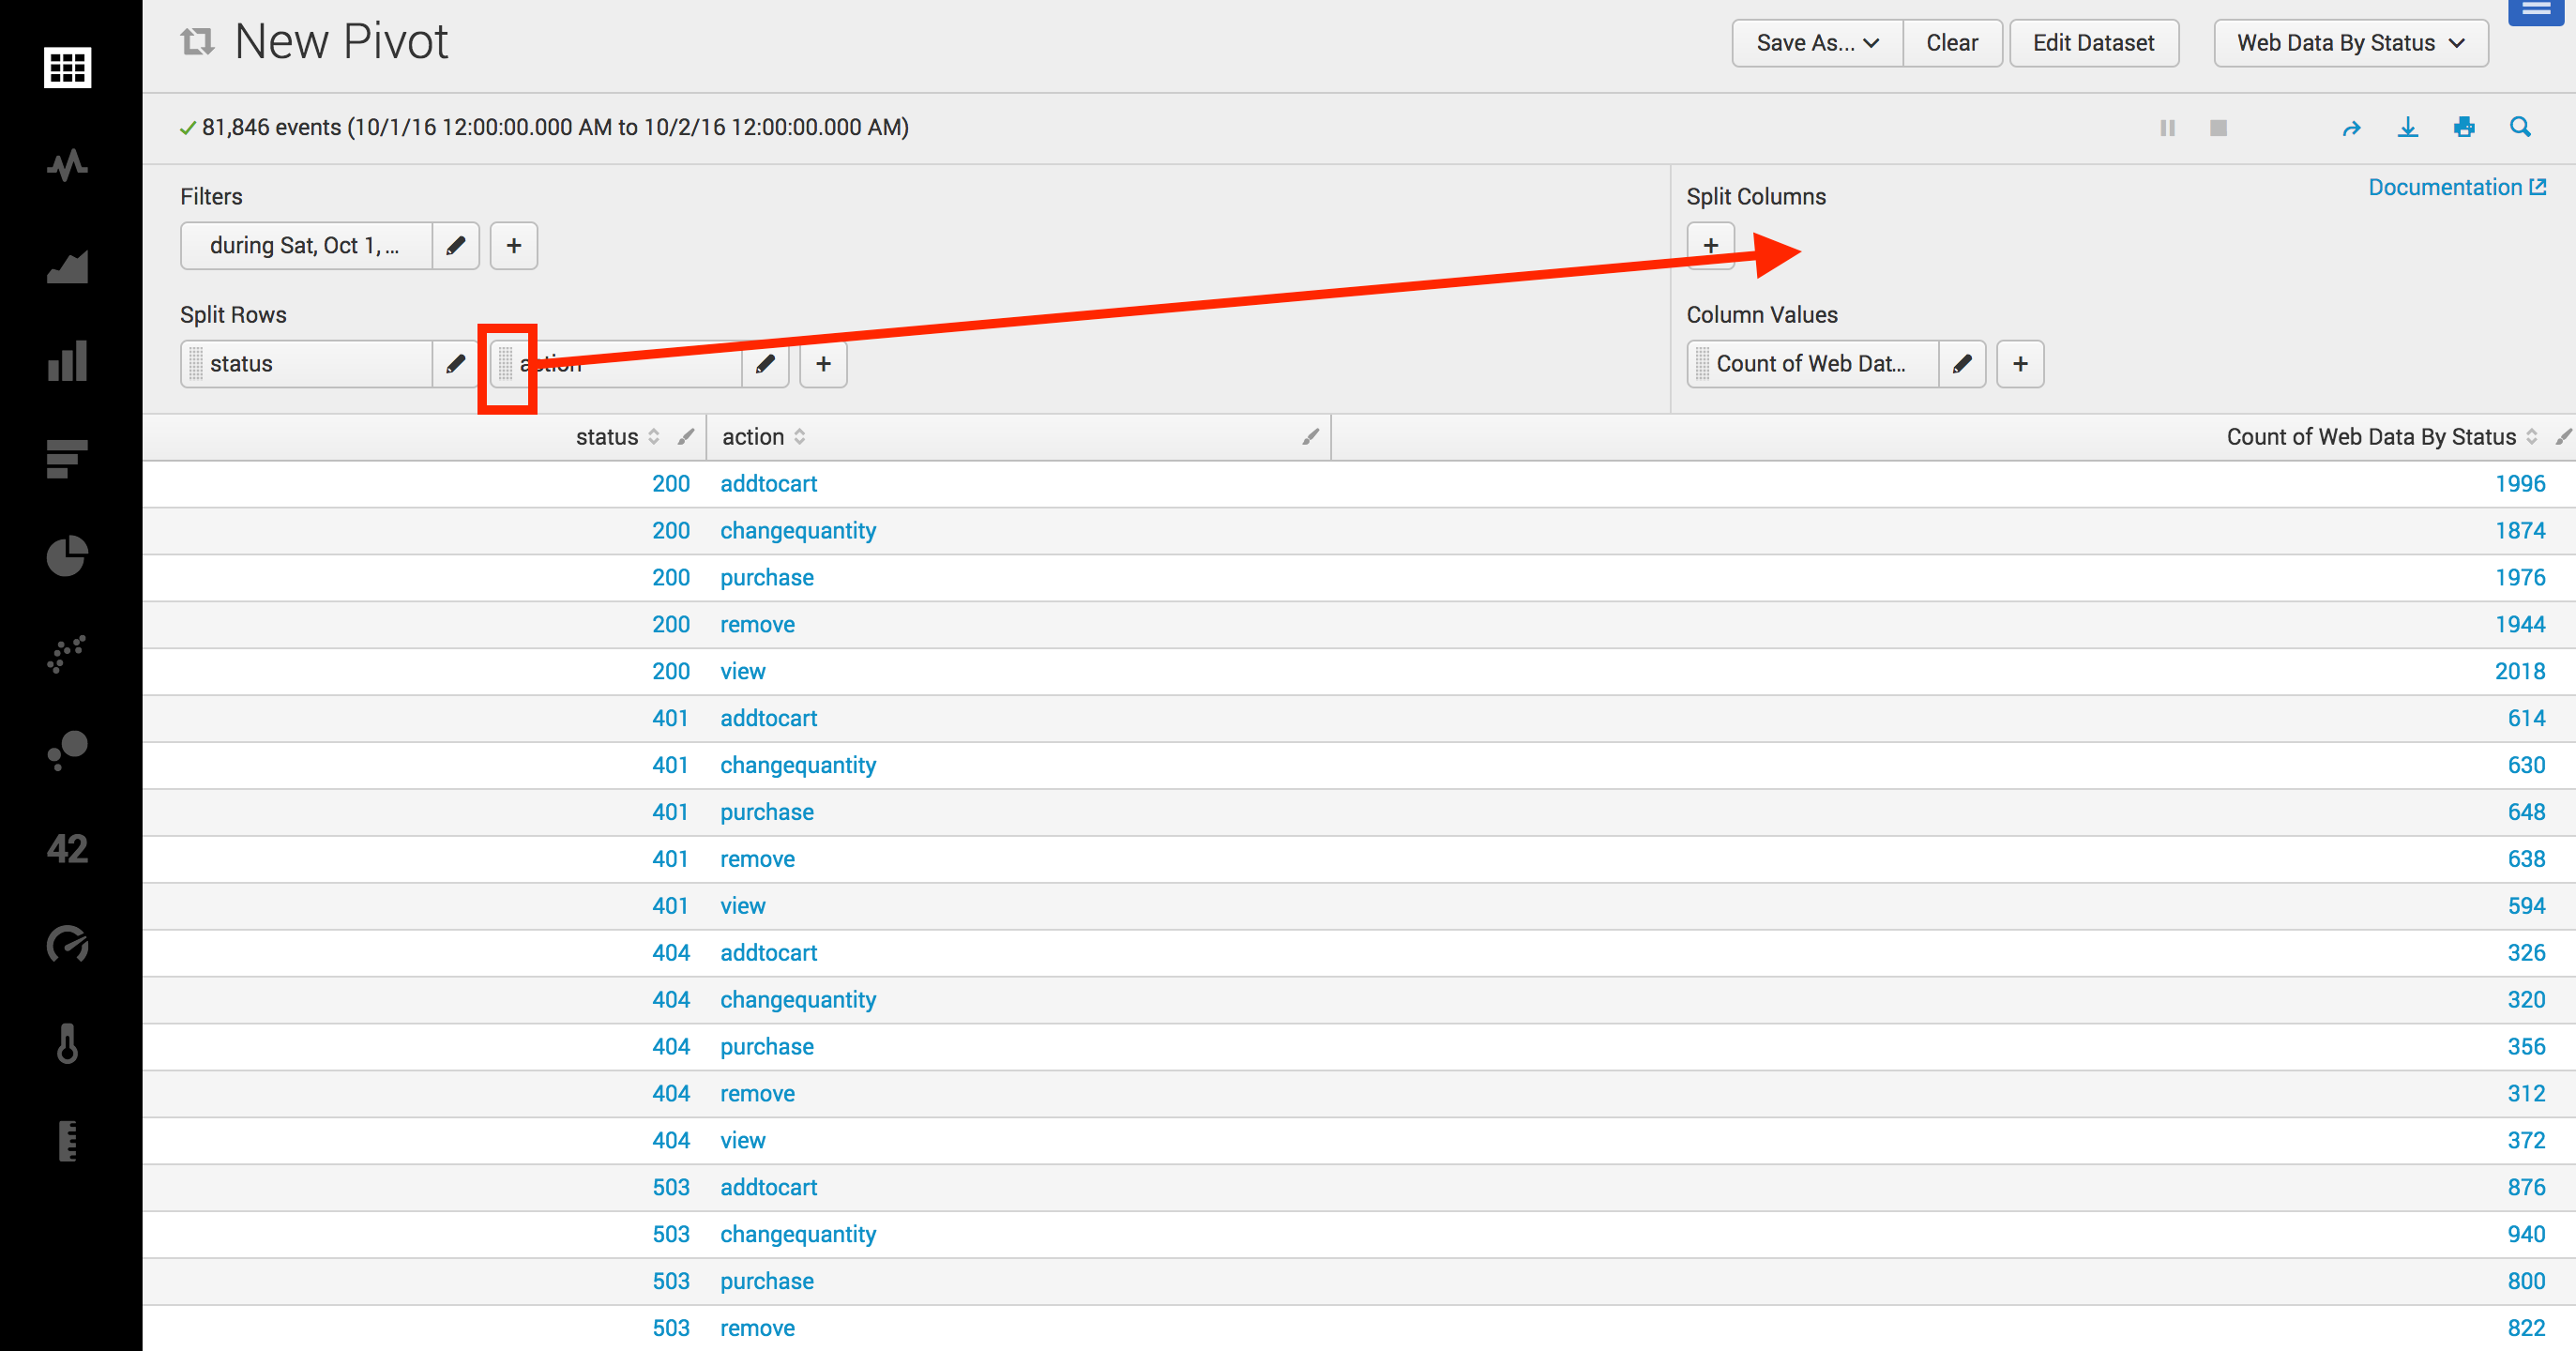 New Pivot
Save As... Clear Edit Dataset Web Data By Status
81,846 events (10/1/16 12:00:00.000 AM to 10/2/16 12:00:00.000 AM)
Filters
during Sat, Oct 1, ...
+
Split Columns
Documentation
+
Split Rows
status
action
+
Column Values
Count of Web Dat...
+
status action Count of Web Data By Status
200 addtocart 1996
200 changequantity 1874
200 purchase 1976
200 remove 1944
200 view 2018
401 addtocart 614
401 changequantity 630
401 purchase 648
401 remove 638
401 view 594
404 addtocart 326
404 changequantity 320
404 purchase 356
404 remove 312
404 view 372
503 addtocart 876
503 changequantity 940
503 purchase 800
503 remove 822
42